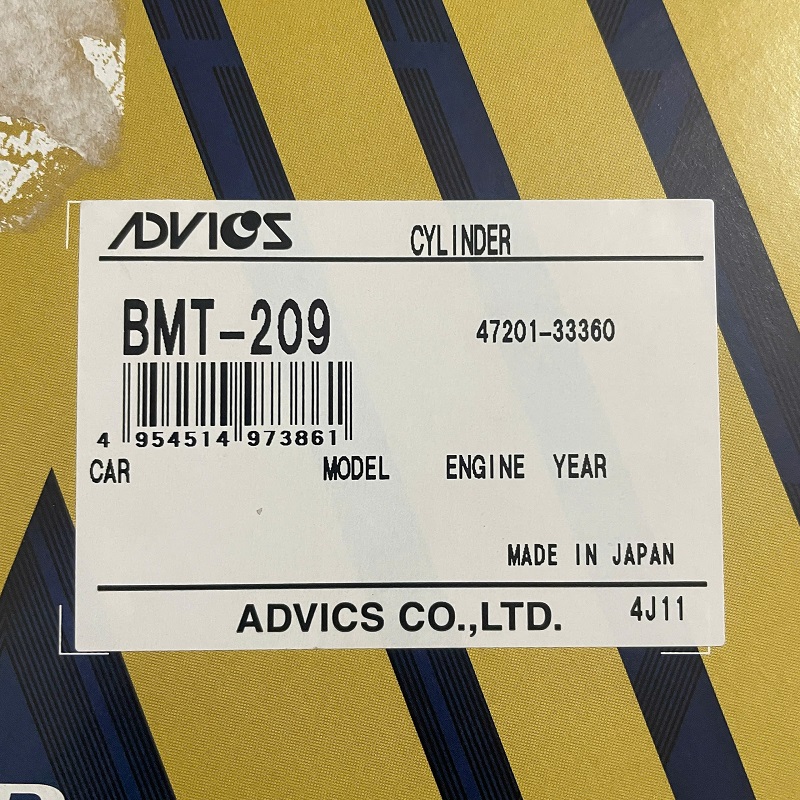 ADVICS CYLINDER
BMT-209 47201-33360
4 954514 973861
CAR MODEL ENGINE YEAR
MADE IN JAPAN
ADVICS CO.,LTD. 4J11